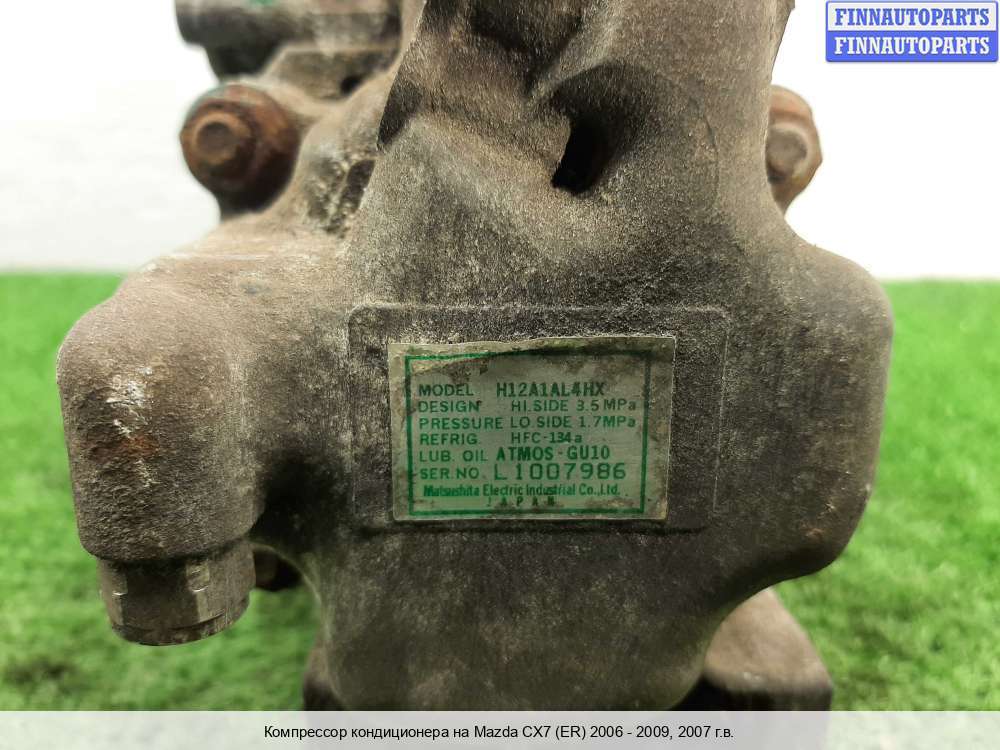 FINNAUTOPARTS
FINNAUTOPARTS
MODEL H12A1AL4HX
DESIGN HI.SIDE 3.5 MPa
PRESSURE LO.SIDE 1.7MPa
REFRIG. HFC-134a
LUB. OIL ATMOS-GU10
SER.NO. L1007986
Matsushita Electric Industrial Co.,Ltd.
JAPAN
Компрессор кондиционера на Mazda CX7 (ER) 2006 - 2009, 2007 г.в.